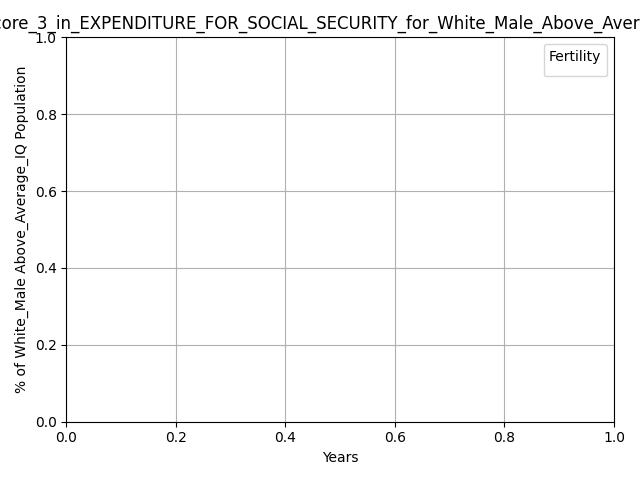 core_3_in_EXPENDITURE_FOR_SOCIAL_SECURITY_for_White_Male_Above_Aver
Fertility
% of White_Male Above_Average_IQ Population
1.0
0.8
0.6
0.4
0.2
0.0
0.0 0.2 0.4 0.6 0.8 1.0
Years